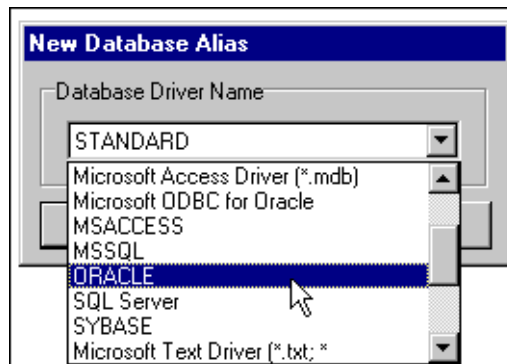 New Database Alias
Database Driver Name
STANDARD
Microsoft Access Driver (*.mdb)
Microsoft ODBC for Oracle
MSACCESS
MSSQL
ORACLE
SQL Server
SYBASE
Microsoft Text Driver (*.txt; *